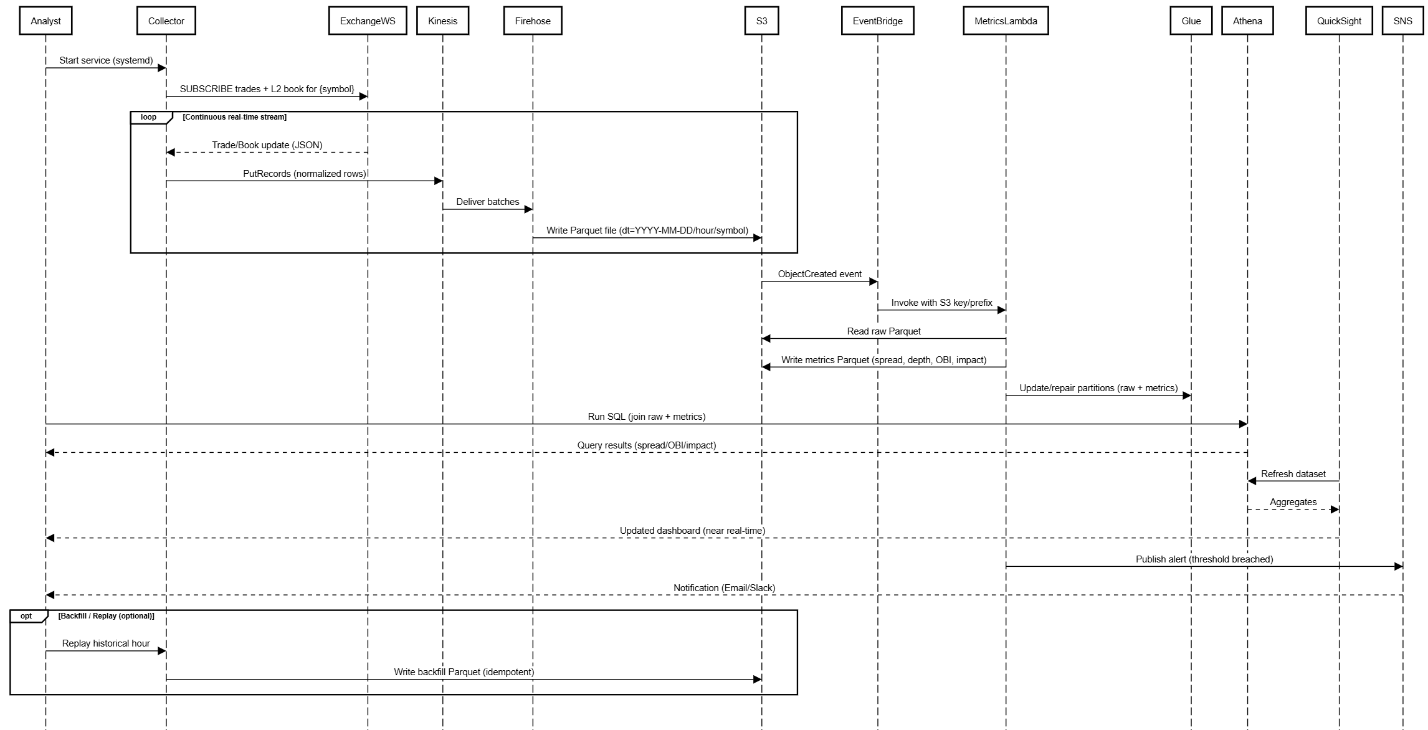 Analyst Collector ExchangeWS Kinesis Firehose S3 EventBridge MetricsLambda Glue Athena QuickSight SNS
Start service (systemd)
SUBSCRIBE trades + L2 book for {symbol}
loop [Continuous real-time stream]
Trade/Book update (JSON)
PutRecords (normalized rows)
Deliver batches
Write Parquet file (dt=YYYY-MM-DD/hour/symbol)
ObjectCreated event
Invoke with S3 key/prefix
Read raw Parquet
Write metrics Parquet (spread, depth, OBI, impact)
Update/repair partitions (raw + metrics)
Run SQL (join raw + metrics)
Query results (spread/OBI/impact)
Refresh dataset
Aggregates
Updated dashboard (near real-time)
Publish alert (threshold breached)
Notification (Email/Slack)
opt [Backfill / Replay (optional)]
Replay historical hour
Write backfill Parquet (idempotent)